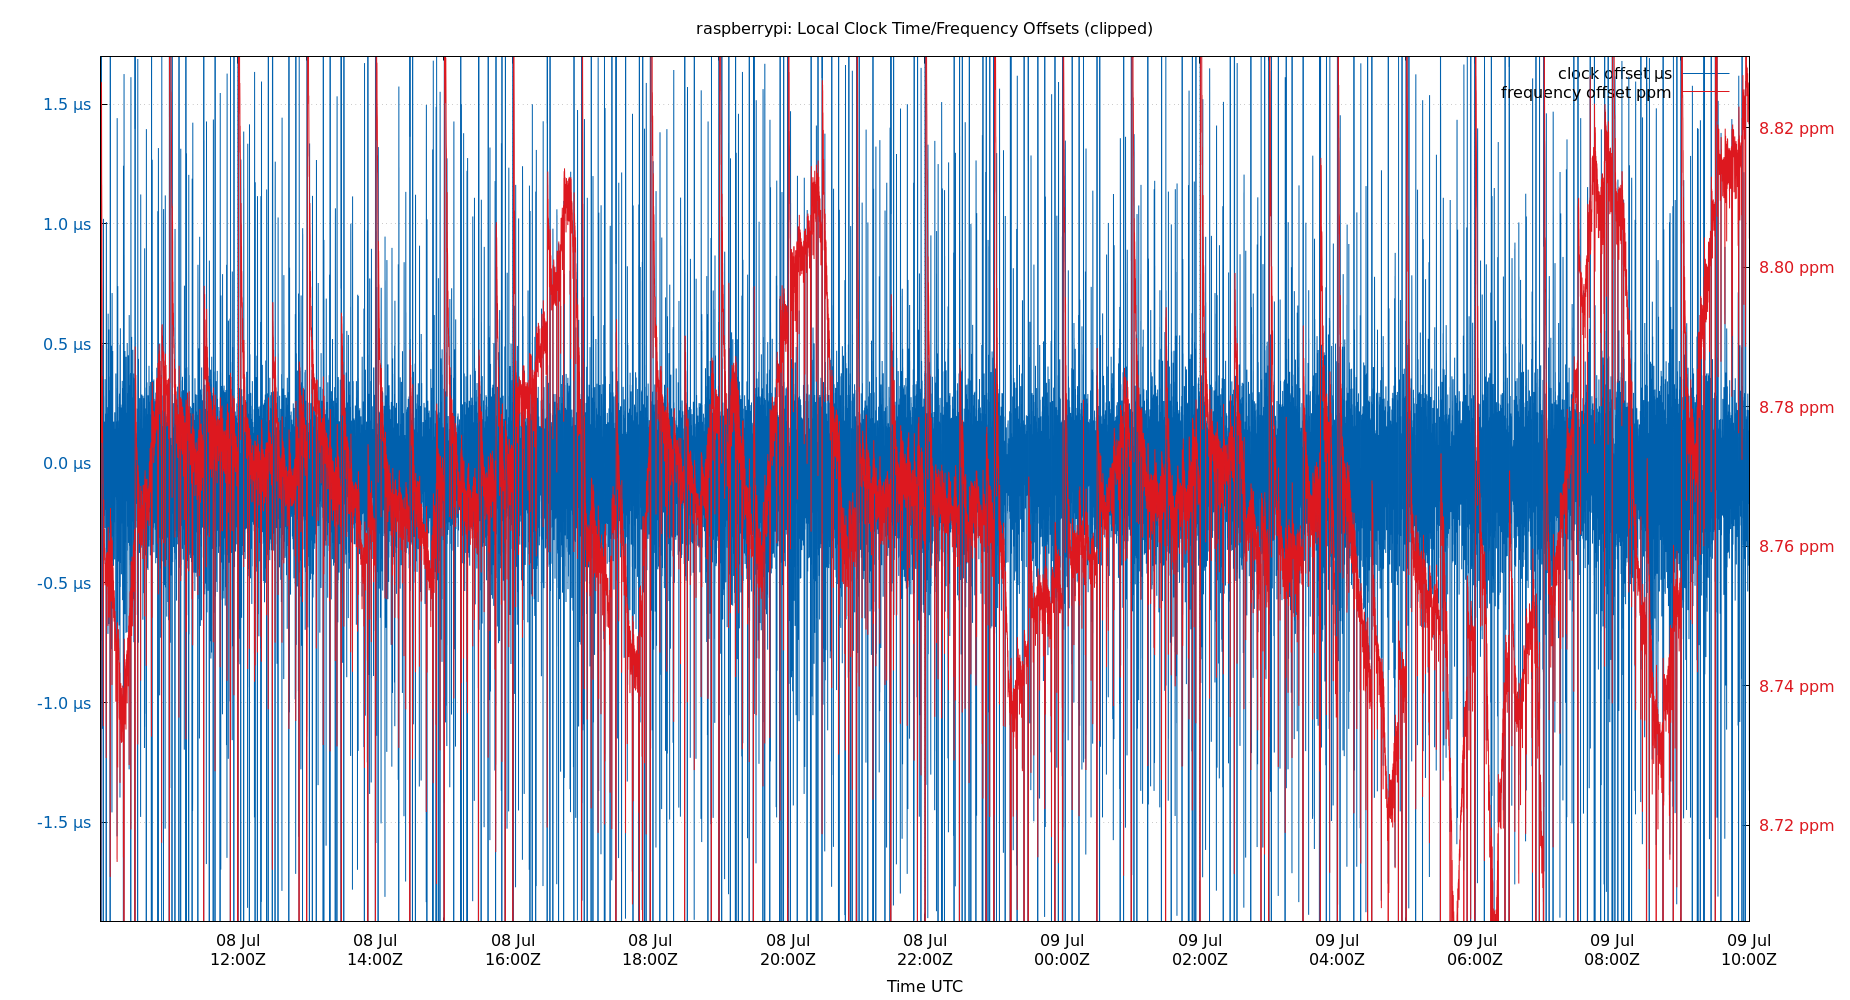 raspberrypi: Local Clock Time/Frequency Offsets (clipped)
clock offset µs
frequency offset ppm
1.5 µs
1.0 µs
0.5 µs
0.0 µs
-0.5 µs
-1.0 µs
-1.5 µs
8.82 ppm
8.80 ppm
8.78 ppm
8.76 ppm
8.74 ppm
8.72 ppm
08 Jul 08 Jul 08 Jul 08 Jul 08 Jul 08 Jul 09 Jul 09 Jul 09 Jul 09 Jul 09 Jul 09 Jul
12:00Z 14:00Z 16:00Z 18:00Z 20:00Z 22:00Z 00:00Z 02:00Z 04:00Z 06:00Z 08:00Z 10:00Z
Time UTC